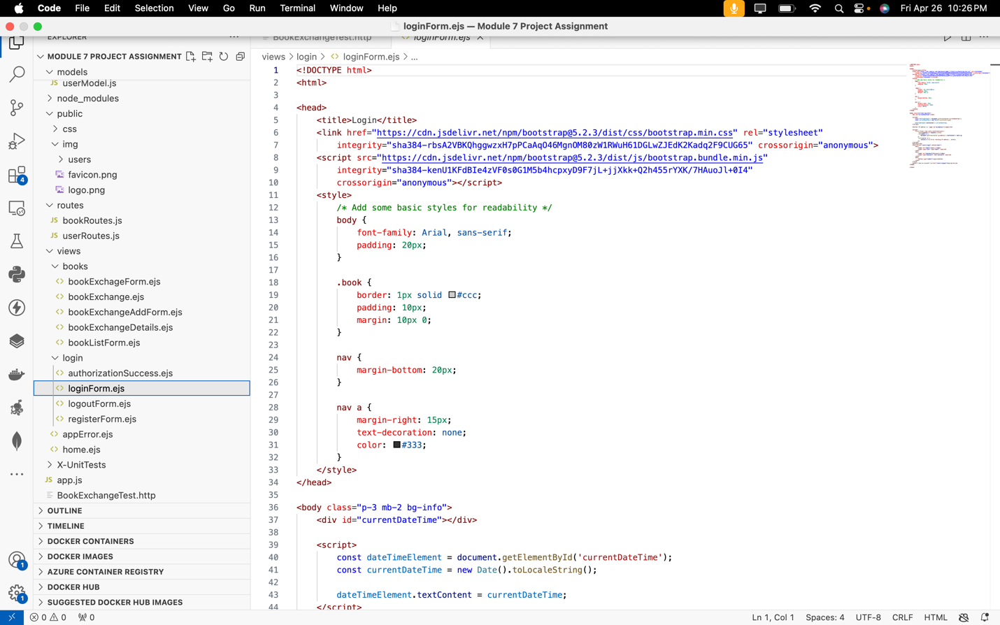 Code File Edit Selection View Go Run Terminal Window Help Fri Apr 26 10:26 PM
loginForm.ejs — Module 7 Project Assignment
EXPLORER
BookExchangeTest.http
loginForm.ejs
MODULE 7 PROJECT ASSIGNMENT
models
userModel.js
node_modules
public
css
img
users
favicon.png
logo.png
routes
bookRoutes.js
userRoutes.js
views
books
bookExchageForm.ejs
bookExchange.ejs
bookExchangeAddForm.ejs
bookExchangeDetails.ejs
bookListForm.ejs
login
authorizationSuccess.ejs
loginForm.ejs
logoutForm.ejs
registerForm.ejs
appError.ejs
home.ejs
X-UnitTests
JS app.js
BookExchangeTest.http
OUTLINE
TIMELINE
DOCKER CONTAINERS
DOCKER IMAGES
AZURE CONTAINER REGISTRY
DOCKER HUB
SUGGESTED DOCKER HUB IMAGES
4
1
1
views > login > loginForm.ejs > ...
1 <!DOCTYPE html>
2 <html>
3
4 <head>
5 <title>Login</title>
6 <link href="https://cdn.jsdelivr.net/npm/bootstrap@5.2.3/dist/css/bootstrap.min.css" rel="stylesheet"
7 integrity="sha384-rbsA2VBKQhggwzxH7pPCaAqO46MgnOM80zW1RWuH61DGLwZJEdK2Kadq2F9CUG65" crossorigin="anonymous">
8 <script src="https://cdn.jsdelivr.net/npm/bootstrap@5.2.3/dist/js/bootstrap.bundle.min.js"
9 integrity="sha384-kenU1KFdBIe4zVF0s0G1M5b4hcpxyD9F7jL+jjXkk+Q2h455rYXK/7HAuoJl+0I4"
10 crossorigin="anonymous"></script>
11 <style>
12 /* Add some basic styles for readability */
13 body {
14 font-family: Arial, sans-serif;
15 padding: 20px;
16 }
17
18 .book {
19 border: 1px solid #ccc;
20 padding: 10px;
21 margin: 10px 0;
22 }
23
24 nav {
25 margin-bottom: 20px;
26 }
27
28 nav a {
29 margin-right: 15px;
30 text-decoration: none;
31 color: #333;
32 }
33 </style>
34 </head>
35
36 <body class="p-3 mb-2 bg-info">
37 <div id="currentDateTime"></div>
38
39 <script>
40 const dateTimeElement = document.getElementById('currentDateTime');
41 const currentDateTime = new Date().toLocaleString();
42
43 dateTimeElement.textContent = currentDateTime;
44 </script>
0 0 0 Ln 1, Col 1 Spaces: 4 UTF-8 CRLF HTML